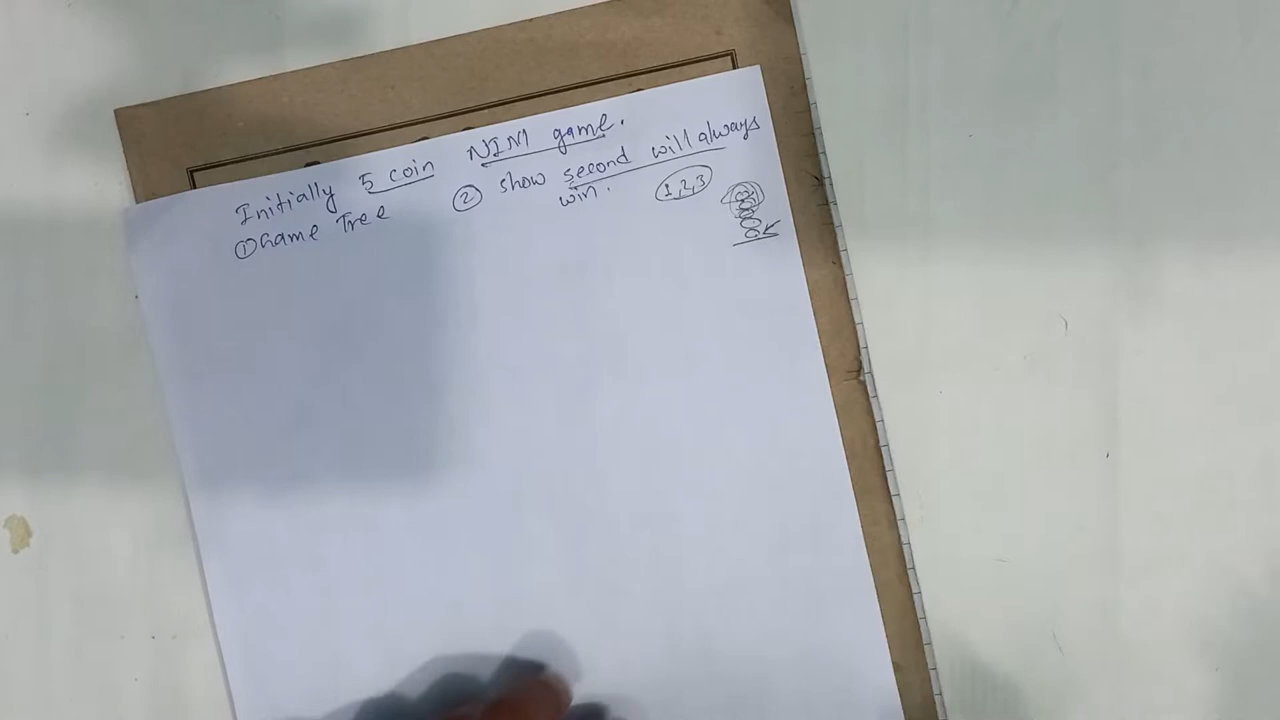 Initially 5 coin NIM game.
① Game Tree ② show second will always
win. 1,2,3